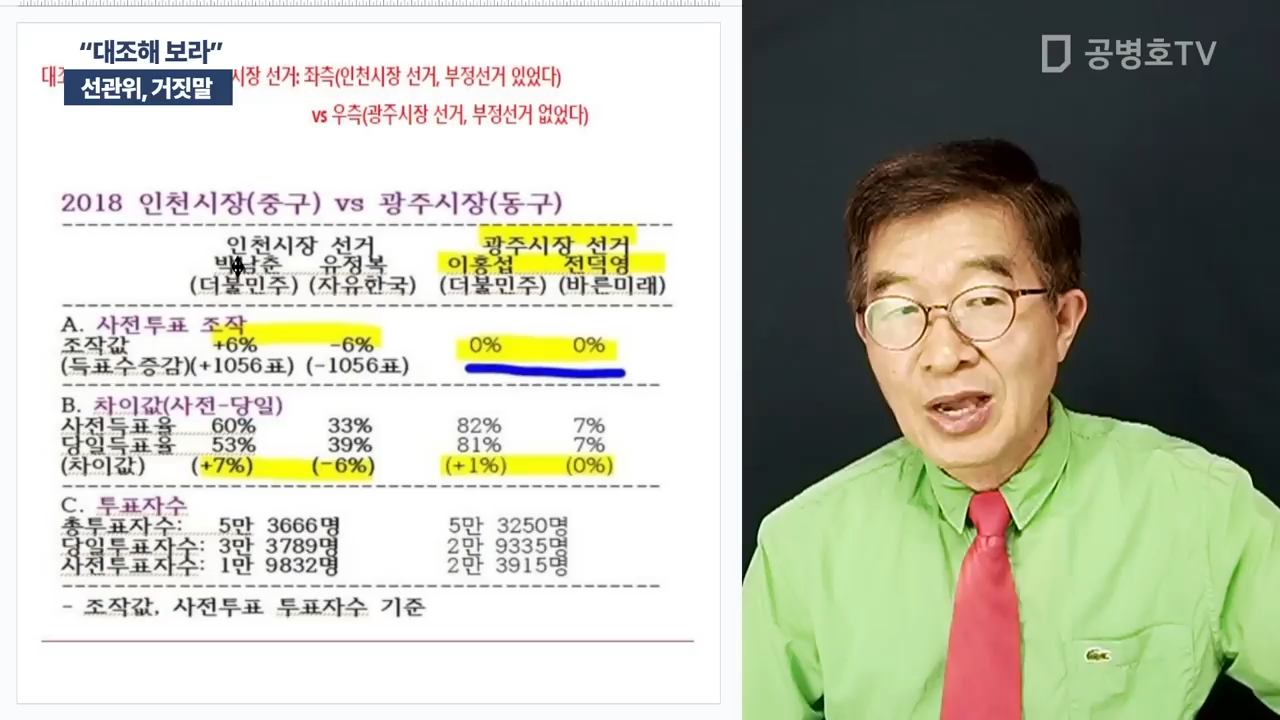 “대조해 보라”
선관위, 거짓말
공병호TV
시장 선거: 좌측(인천시장 선거, 부정선거 있었다)
vs 우측(광주시장 선거, 부정선거 없었다)
2018 인천시장(중구) vs 광주시장(동구)
인천시장 선거 광주시장 선거
박남춘 유정복 이홍섭 전덕영
(더불민주) (자유한국) (더불민주) (바른미래)
A. 사전투표 조작
조작값 +6% -6% 0% 0%
(득표수증감)(+1056표) (-1056표)
B. 차이값(사전-당일)
사전득표율 60% 33% 82% 7%
당일득표율 53% 39% 81% 7%
(차이값) (+7%) (-6%) (+1%) (0%)
C. 투표자수
총투표자수: 5만 3666명 5만 3250명
당일투표자수: 3만 3789명 2만 9335명
사전투표자수: 1만 9832명 2만 3915명
- 조작값, 사전투표 투표자수 기준